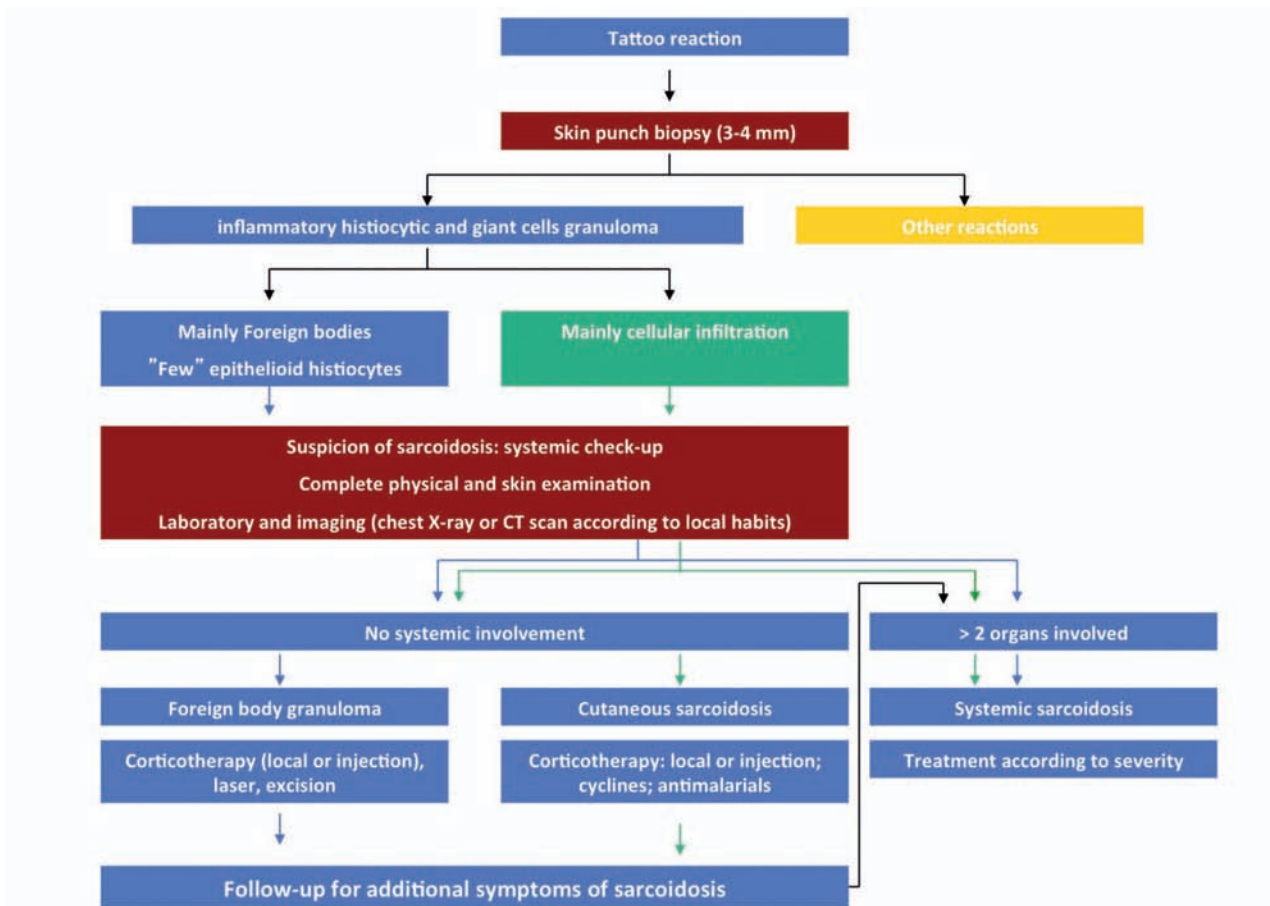 Tattoo reaction
Skin punch biopsy (3-4 mm)
inflammatory histiocytic and giant cells granuloma
Other reactions
Mainly Foreign bodies
”Few” epithelioid histiocytes
Mainly cellular infiltration
Suspicion of sarcoidosis: systemic check-up
Complete physical and skin examination
Laboratory and imaging (chest X-ray or CT scan according to local habits)
No systemic involvement
> 2 organs involved
Foreign body granuloma
Cutaneous sarcoidosis
Systemic sarcoidosis
Corticotherapy (local or injection),
laser, excision
Corticotherapy: local or injection;
cyclines; antimalarials
Treatment according to severity
Follow-up for additional symptoms of sarcoidosis